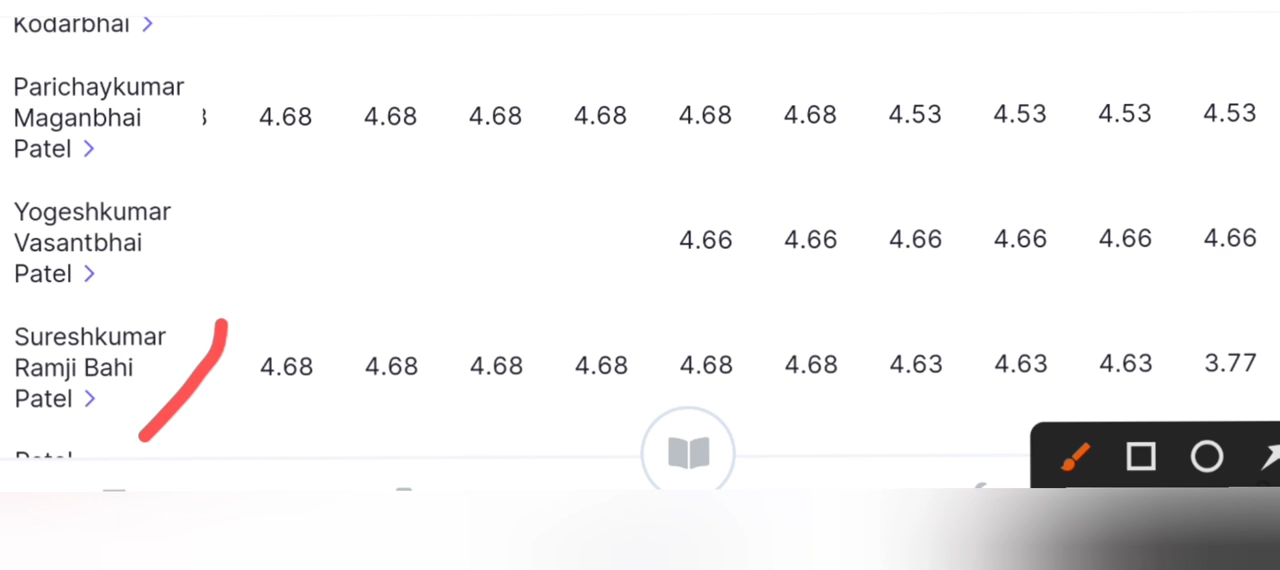 Kodarbhai >
Parichaykumar
Maganbhai
Patel >
4.68 4.68 4.68 4.68 4.68 4.68 4.53 4.53 4.53 4.53
Yogeshkumar
Vasantbhai
Patel >
4.66 4.66 4.66 4.66 4.66 4.66
Sureshkumar
Ramji Bahi
Patel >
4.68 4.68 4.68 4.68 4.68 4.68 4.63 4.63 4.63 3.77